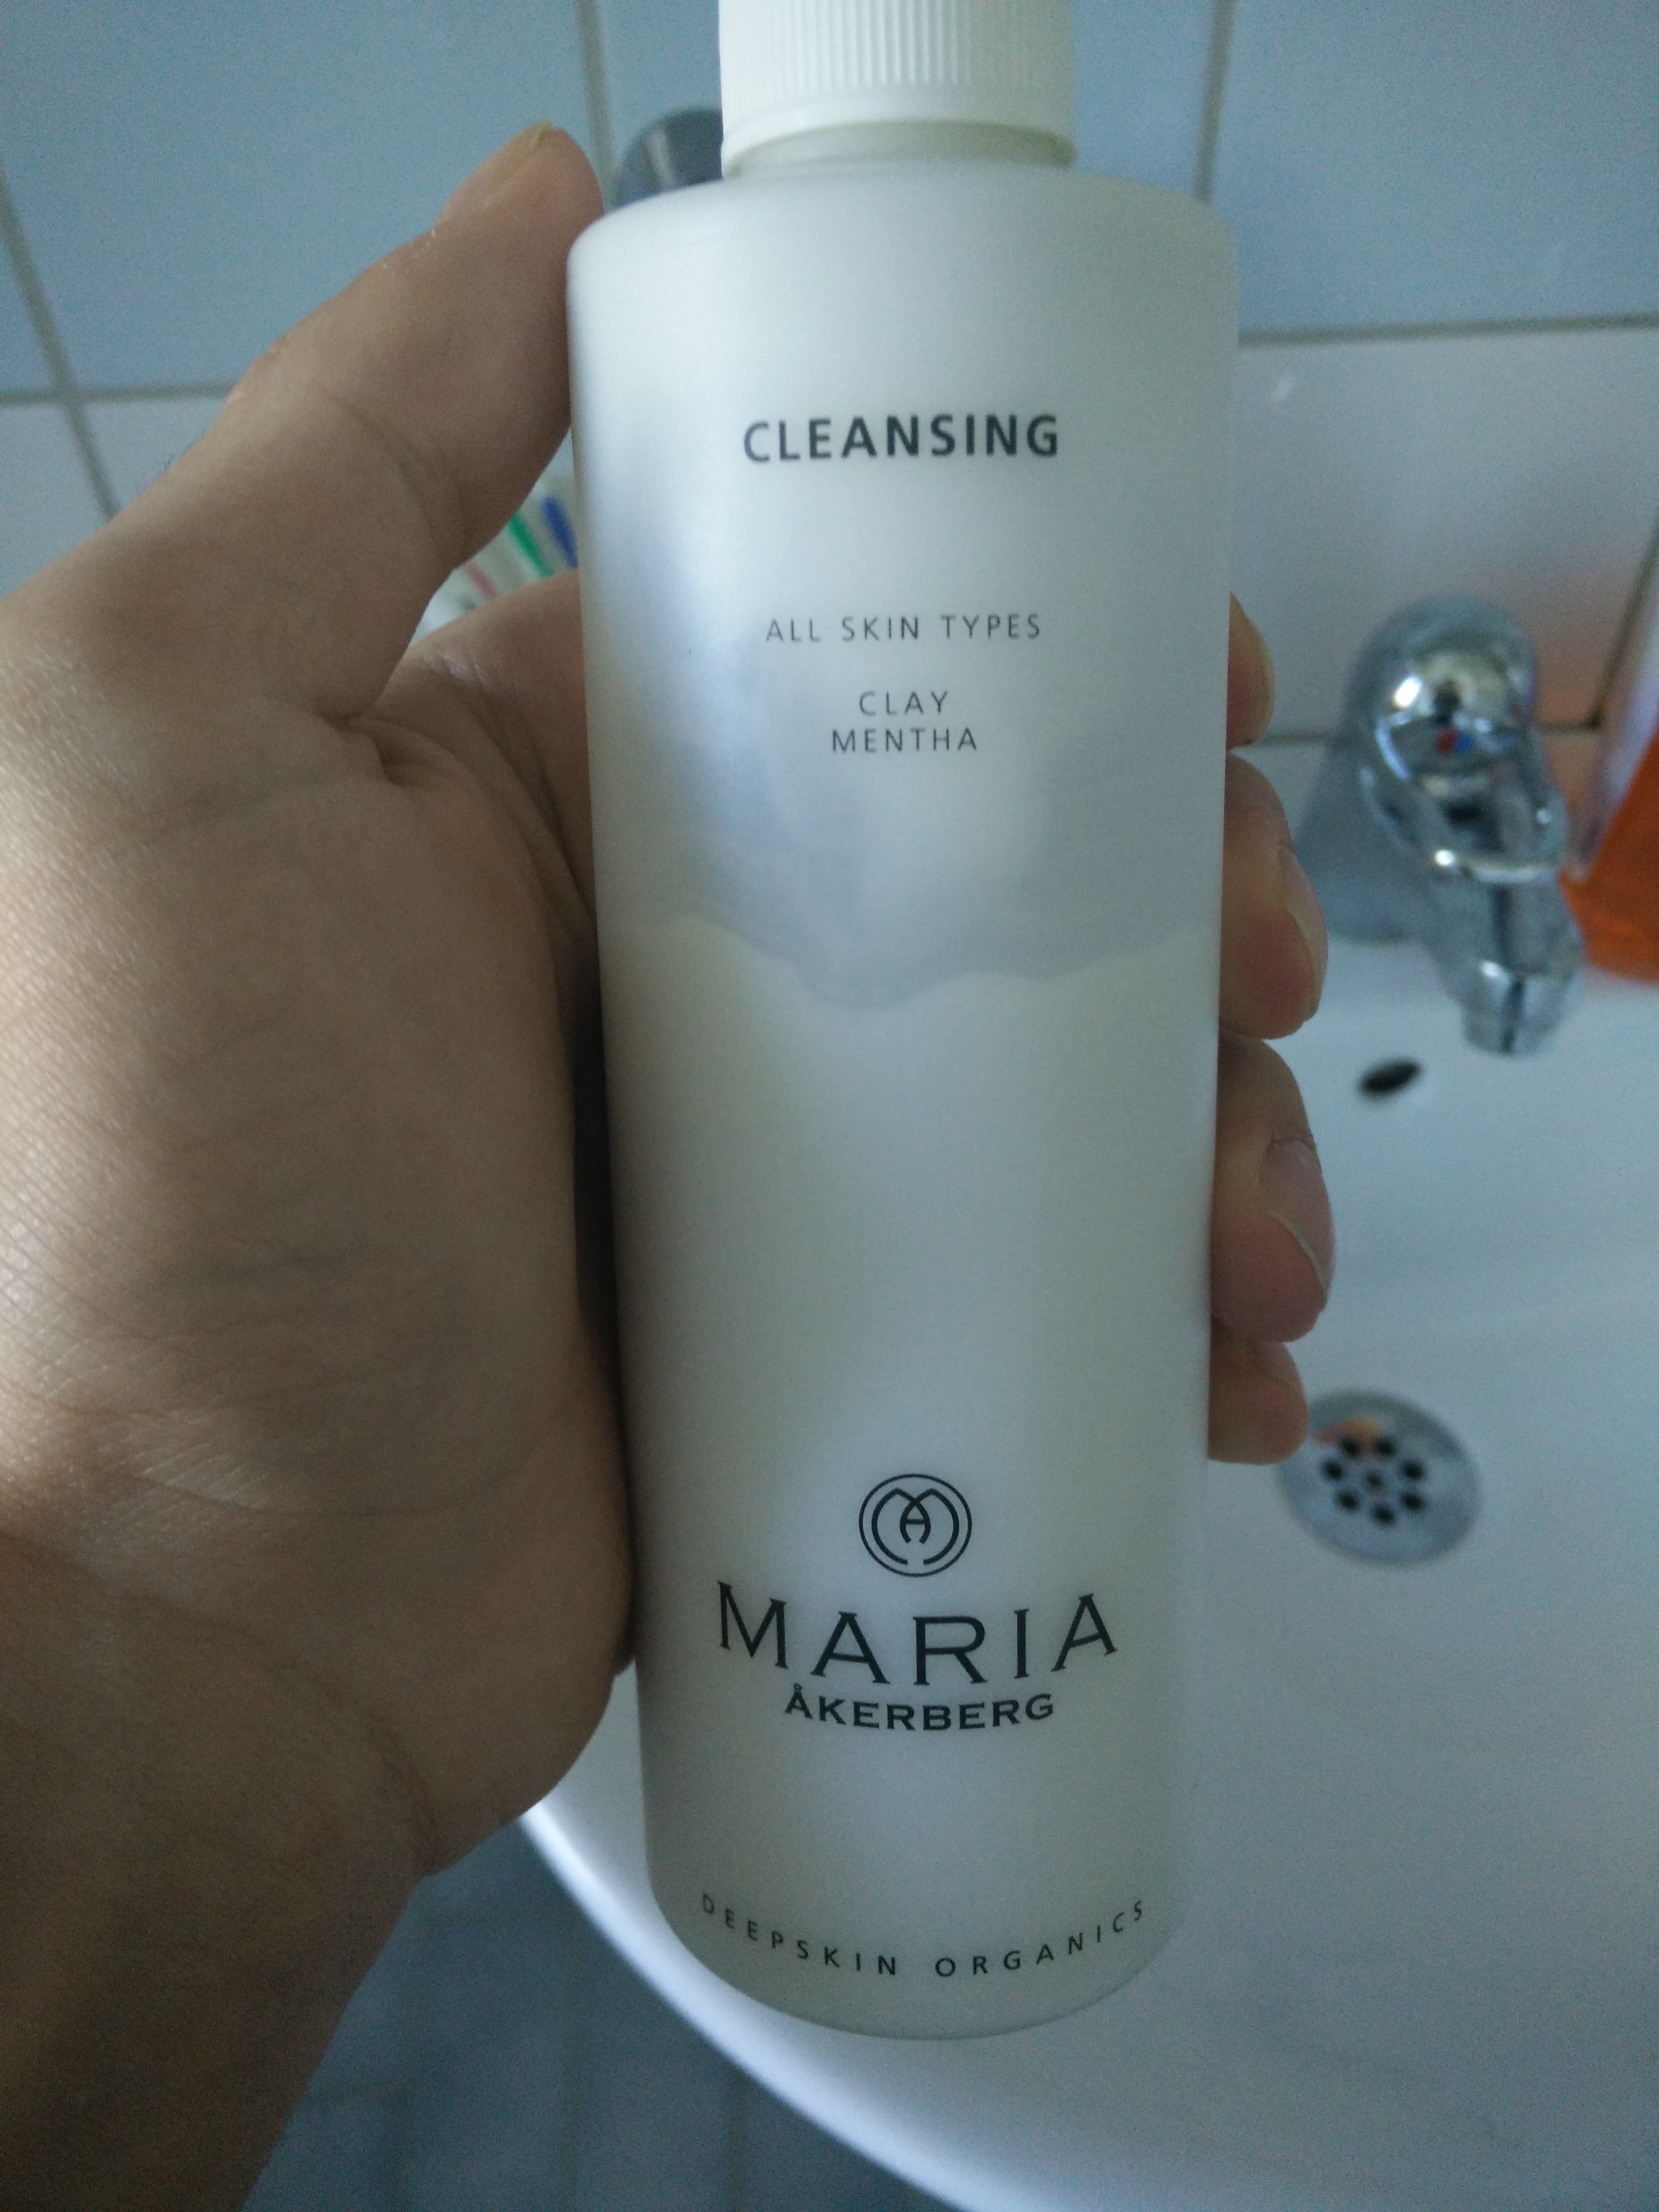 CLEANSING
ALL SKIN TYPES
CLAY
MENTHA
MARIA
ÅKERBERG
DEEPSKIN ORGANICS